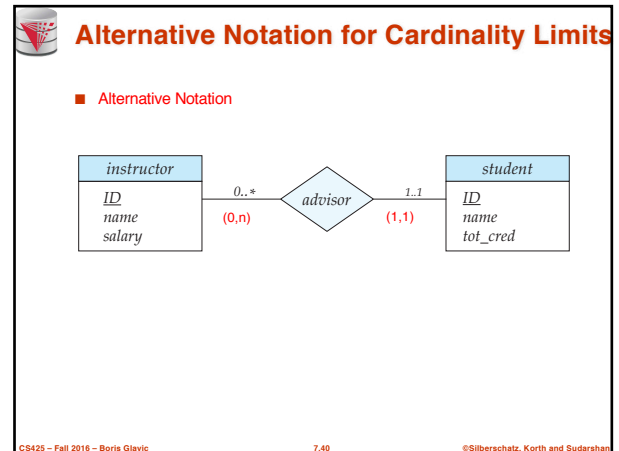 Alternative Notation for Cardinality Limits
Alternative Notation
instructor
ID
name
salary
0..*
(0,n)
advisor
1..1
(1,1)
student
ID
name
tot_cred
CS425 – Fall 2016 – Boris Glavic
7.40
©Silberschatz, Korth and Sudarshan